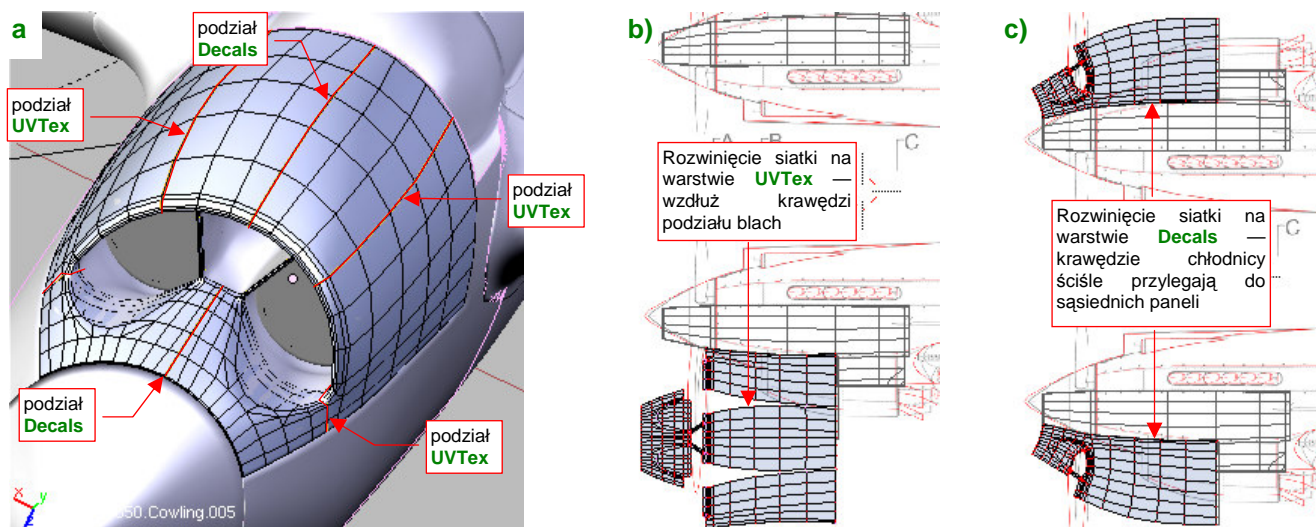 a
podział
Decals
podział
UVTex
podział
UVTex
podział
Decals
podział
UVTex
x
y
z
050.Cowling.005
b)
A
B
C
Rozwinięcie siatki na
warstwie UVTex —
wzdłuż krawędzi
podziału blach
c)
Rozwinięcie siatki na
warstwie Decals —
krawędzie chłodnicy
ściśle przylegają do
sąsiednich paneli
C